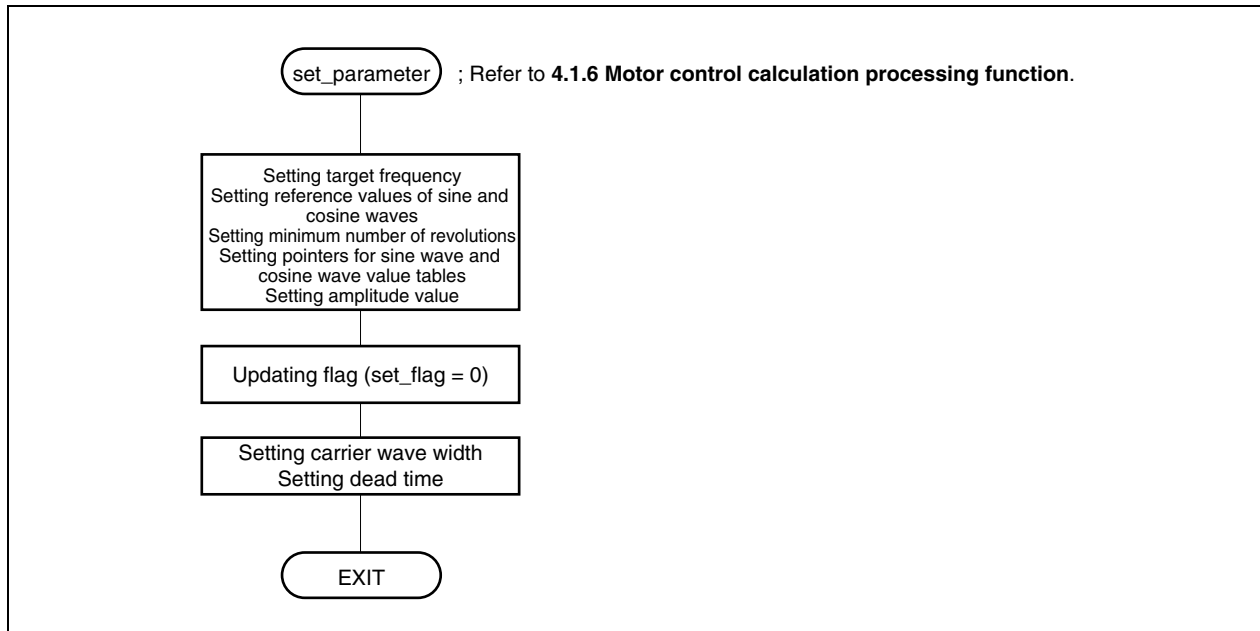 set_parameter ; Refer to 4.1.6 Motor control calculation processing function.
Setting target frequency
Setting reference values of sine and
cosine waves
Setting minimum number of revolutions
Setting pointers for sine wave and
cosine wave value tables
Setting amplitude value
Updating flag (set_flag = 0)
Setting carrier wave width
Setting dead time
EXIT